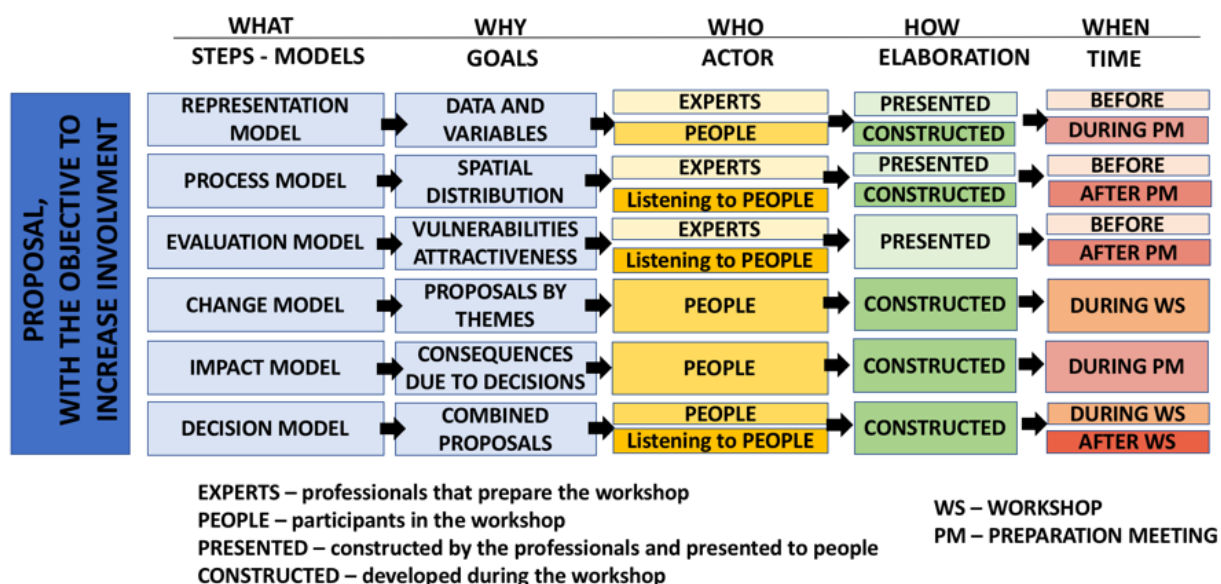 WHAT
WHY
WHO
HOW
WHEN
STEPS - MODELS
GOALS
ACTOR
ELABORATION
TIME
PROPOSAL,
WITH THE OBJECTIVE TO
INCREASE INVOLVMENT
REPRESENTATION
MODEL
DATA AND
VARIABLES
EXPERTS
PEOPLE
PRESENTED
CONSTRUCTED
BEFORE
DURING PM
PROCESS MODEL
SPATIAL
DISTRIBUTION
EXPERTS
Listening to PEOPLE
PRESENTED
CONSTRUCTED
BEFORE
AFTER PM
EVALUATION MODEL
VULNERABILITIES
ATTRACTIVENESS
EXPERTS
Listening to PEOPLE
PRESENTED
BEFORE
AFTER PM
CHANGE MODEL
PROPOSALS BY
THEMES
PEOPLE
CONSTRUCTED
DURING WS
IMPACT MODEL
CONSEQUENCES
DUE TO DECISIONS
PEOPLE
CONSTRUCTED
DURING PM
DECISION MODEL
COMBINED
PROPOSALS
PEOPLE
Listening to PEOPLE
CONSTRUCTED
DURING WS
AFTER WS
EXPERTS – professionals that prepare the workshop
PEOPLE – participants in the workshop
PRESENTED – constructed by the professionals and presented to people
CONSTRUCTED – developed during the workshop
WS – WORKSHOP
PM – PREPARATION MEETING